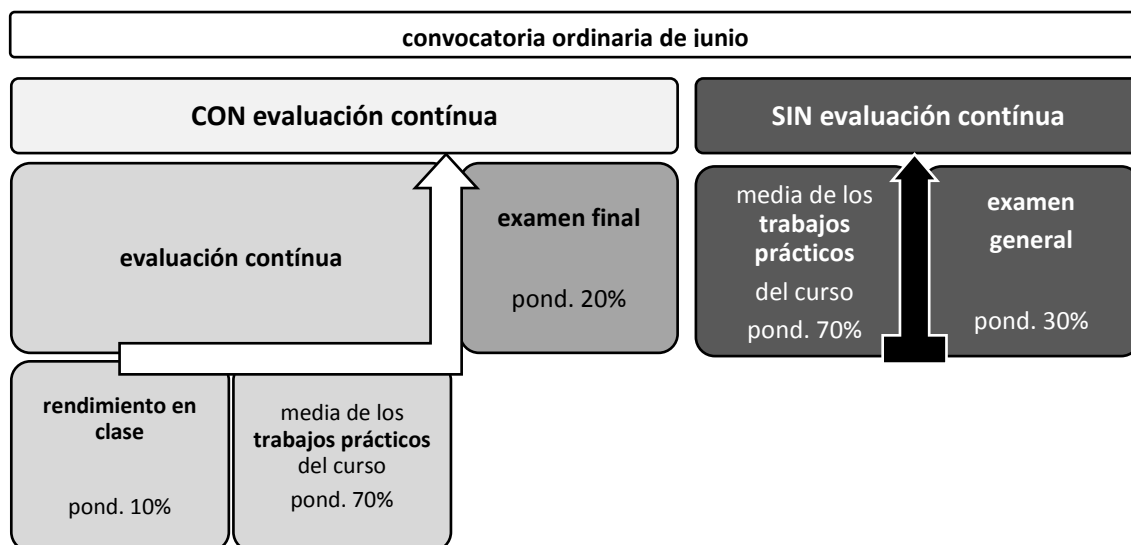 convocatoria ordinaria de junio
CON evaluación contínua
SIN evaluación contínua
evaluación contínua
examen final
pond. 20%
media de los
trabajos
prácticos
del curso
pond. 70%
examen
general
pond. 30%
rendimiento en
clase
pond. 10%
media de los
trabajos prácticos
del curso
pond. 70%